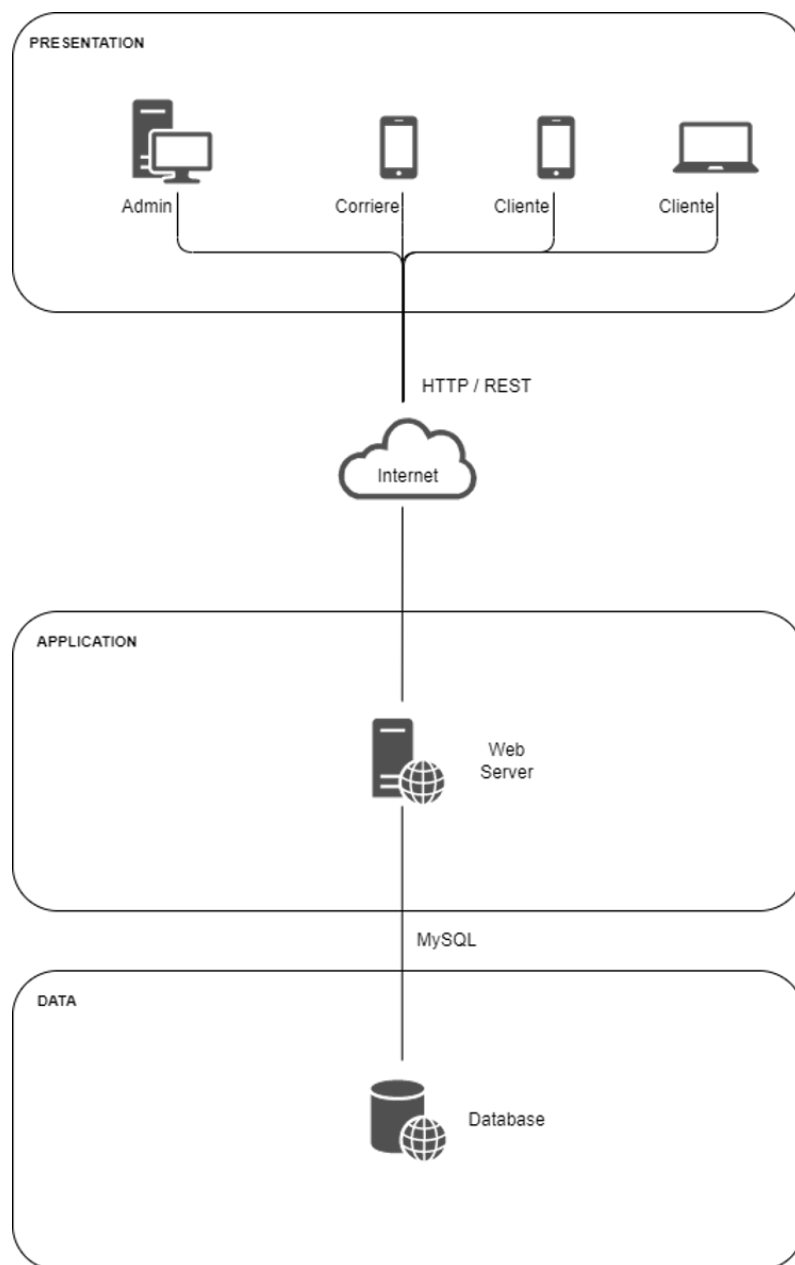 PRESENTATION
Admin
Corriere
Cliente
Cliente
HTTP / REST
Internet
APPLICATION
Web
Server
MySQL
DATA
Database